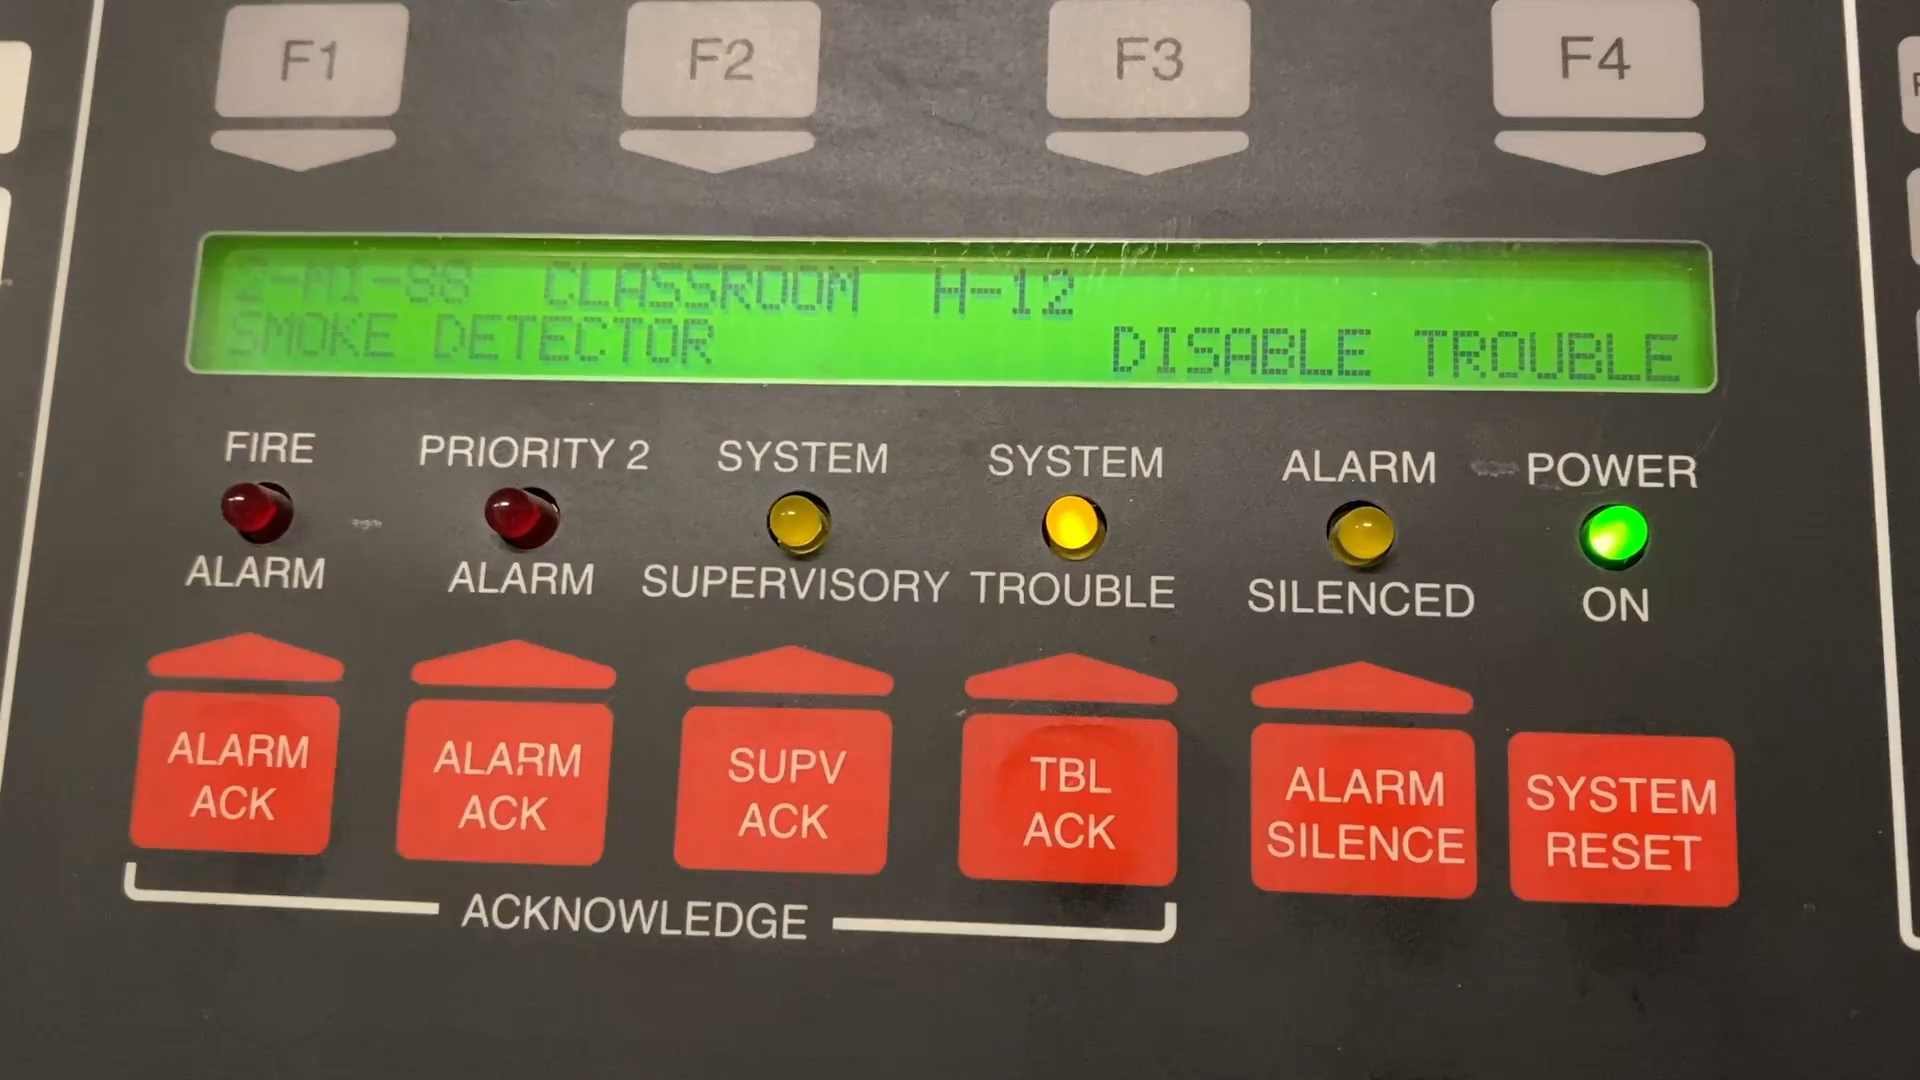 F1 F2 F3 F4
CLASSROOM H-12
SMOKE DETECTOR DISABLE TROUBLE
FIRE PRIORITY 2 SYSTEM SYSTEM ALARM POWER
ALARM ALARM SUPERVISORY TROUBLE SILENCED ON
ALARM ACK
ALARM ACK
SUPV ACK
TBL ACK
ALARM SILENCE
SYSTEM RESET
ACKNOWLEDGE